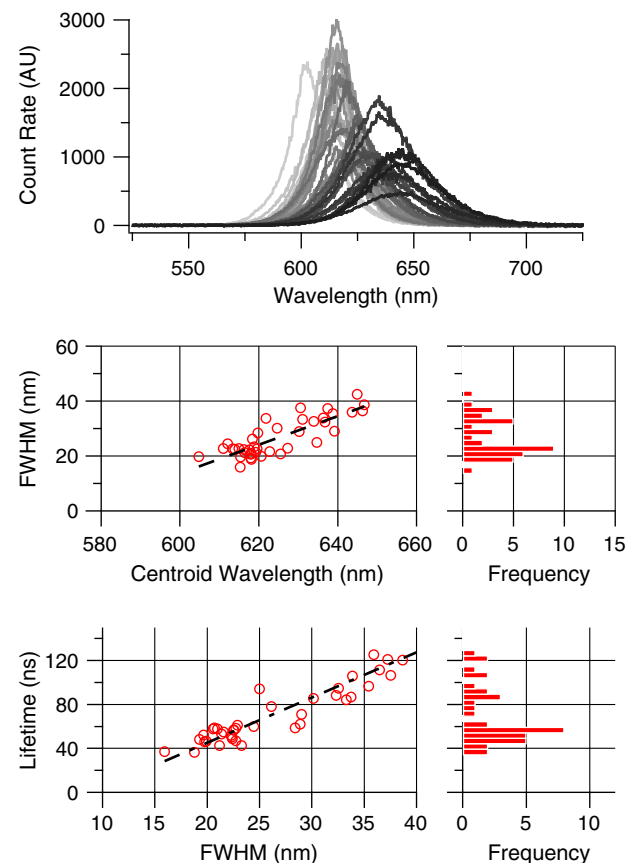 3000
2000
1000
0
Count Rate (AU)
550 600 650 700
Wavelength (nm)
60
40
20
0
FWHM (nm)
580 600 620 640 660
Centroid Wavelength (nm)
0 5 10 15
Frequency
120
80
40
0
Lifetime (ns)
10 15 20 25 30 35 40
FWHM (nm)
0 5 10
Frequency